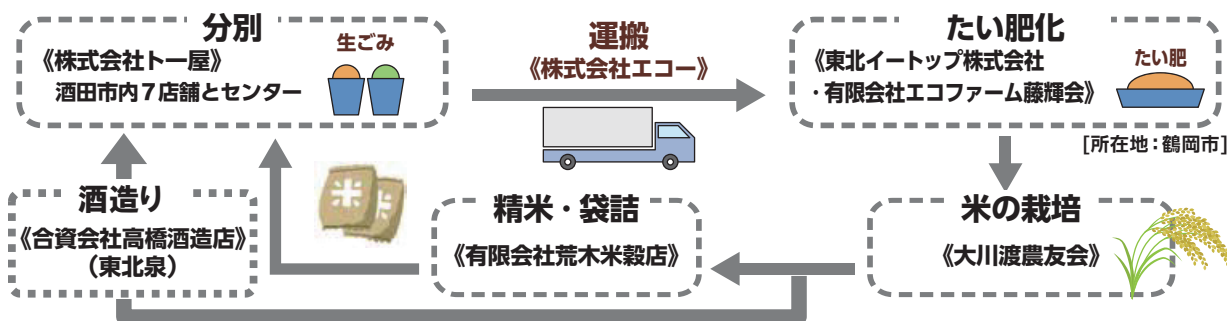 分別
生ごみ
《株式会社トー屋》
酒田市内7店舗とセンター
運搬
《株式会社エコー》
たい肥化
《東北イートップ株式会社
・有限会社エコファーム藤輝会》
たい肥
[所在地：鶴岡市]
酒造り
《合資会社高橋酒造店》
（東北泉）
米
精米・袋詰
《有限会社荒木米穀店》
米の栽培
《大川渡農友会》